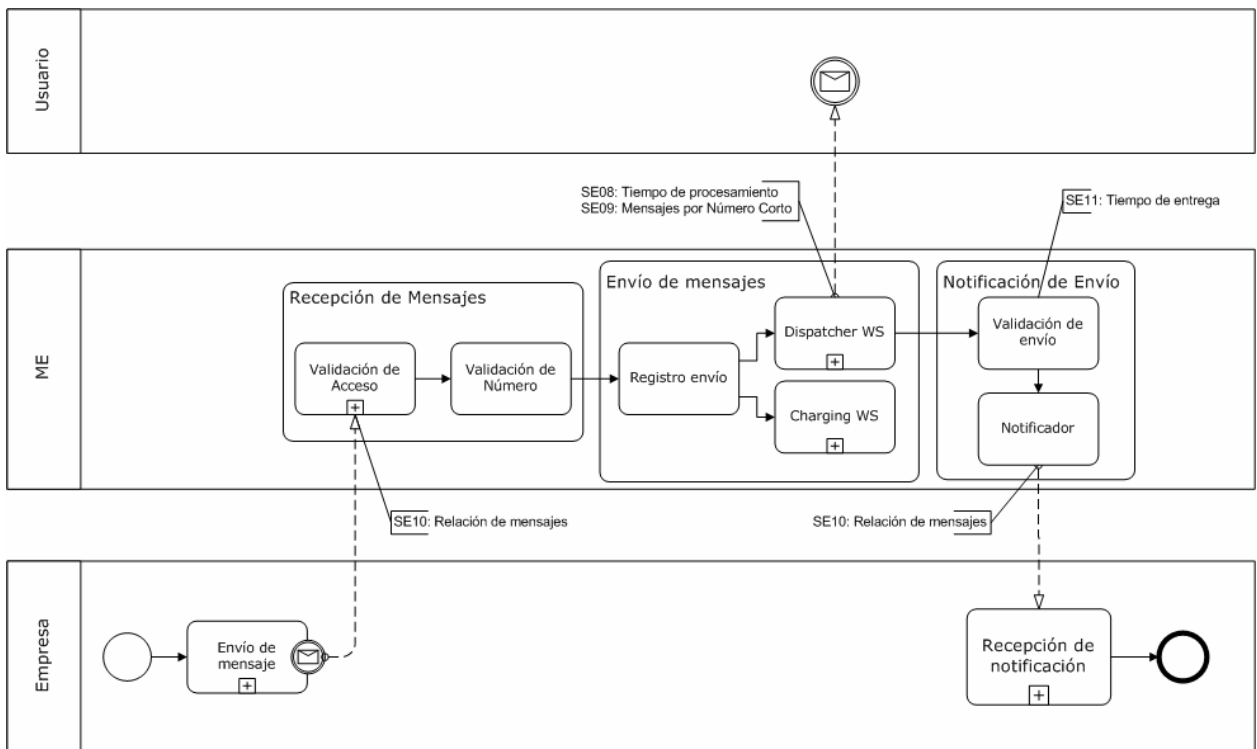 Usuario
SE08: Tiempo de procesamiento
SE09: Mensajes por Número Corto
SE11: Tiempo de entrega
ME
Recepción de Mensajes
Validación de
Acceso
Validación de
Número
Envío de mensajes
Registro envío
Dispatcher WS
Charging WS
Notificación de Envío
Validación de
envío
Notificador
SE10: Relación de mensajes
SE10: Relación de mensajes
Empresa
Envío de
mensaje
Recepción de
notificación